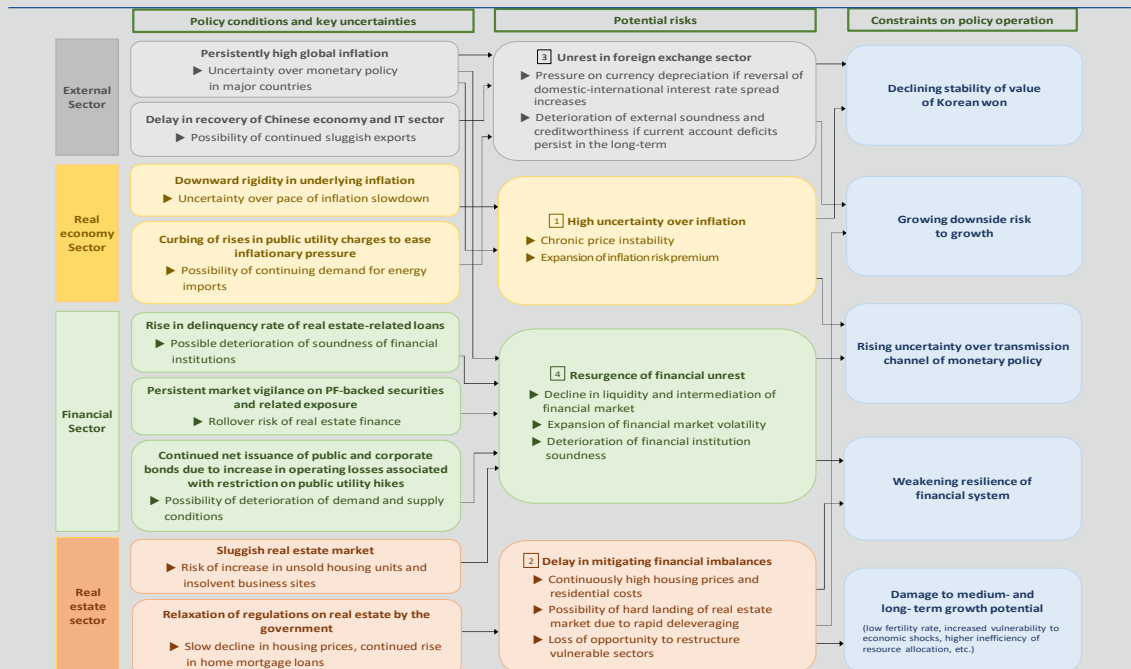 Policy conditions and key uncertainties
Potential risks
Constraints on policy operation
External
Sector
Persistently high global inflation
▶ Uncertainty over monetary policy
in major countries
Delay in recovery of Chinese economy and IT sector
▶ Possibility of continued sluggish exports
Real
economy
Sector
Downward rigidity in underlying inflation
▶ Uncertainty over pace of inflation slowdown
Curbing of rises in public utility charges to ease
inflationary pressure
▶ Possibility of continuing demand for energy
imports
Financial
Sector
Rise in delinquency rate of real estate-related loans
▶ Possible deterioration of soundness of financial
institutions
Persistent market vigilance on PF-backed securities
and related exposure
▶ Rollover risk of real estate finance
Continued net issuance of public and corporate
bonds due to increase in operating losses associated
with restriction on public utility hikes
▶ Possibility of deterioration of demand and supply
conditions
Real
estate
sector
Sluggish real estate market
▶ Risk of increase in unsold housing units and
insolvent business sites
Relaxation of regulations on real estate by the
government
▶ Slow decline in housing prices, continued rise
in home mortgage loans
3 Unrest in foreign exchange sector
▶ Pressure on currency depreciation if reversal of
domestic-international interest rate spread
increases
▶ Deterioration of external soundness and
creditworthiness if current account deficits
persist in the long-term
1 High uncertainty over inflation
▶ Chronic price instability
▶ Expansion of inflation risk premium
4 Resurgence of financial unrest
▶ Decline in liquidity and intermediation of
financial market
▶ Expansion of financial market volatility
▶ Deterioration of financial institution
soundness
2 Delay in mitigating financial imbalances
▶ Continuously high housing prices and
residential costs
▶ Possibility of hard landing of real estate
market due to rapid deleveraging
▶ Loss of opportunity to restructure
vulnerable sectors
Declining stability of value
of Korean won
Growing downside risk
to growth
Rising uncertainty over transmission
channel of monetary policy
Weakening resilience of
financial system
Damage to medium- and
long- term growth potential
(low fertility rate, increased vulnerability to
economic shocks, higher inefficiency of
resource allocation, etc.)